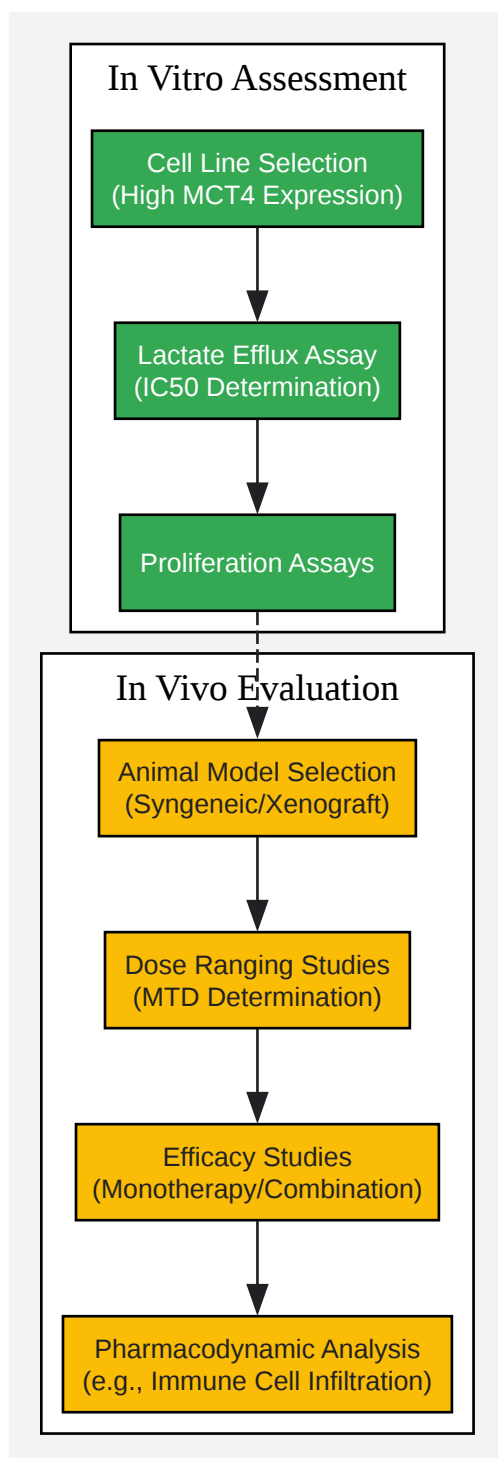 In Vitro Assessment
Cell Line Selection
(High MCT4 Expression)
Lactate Efflux Assay
(IC50 Determination)
Proliferation Assays
In Vivo Evaluation
Animal Model Selection
(Syngeneic/Xenograft)
Dose Ranging Studies
(MTD Determination)
Efficacy Studies
(Monotherapy/Combination)
Pharmacodynamic Analysis
(e.g., Immune Cell Infiltration)